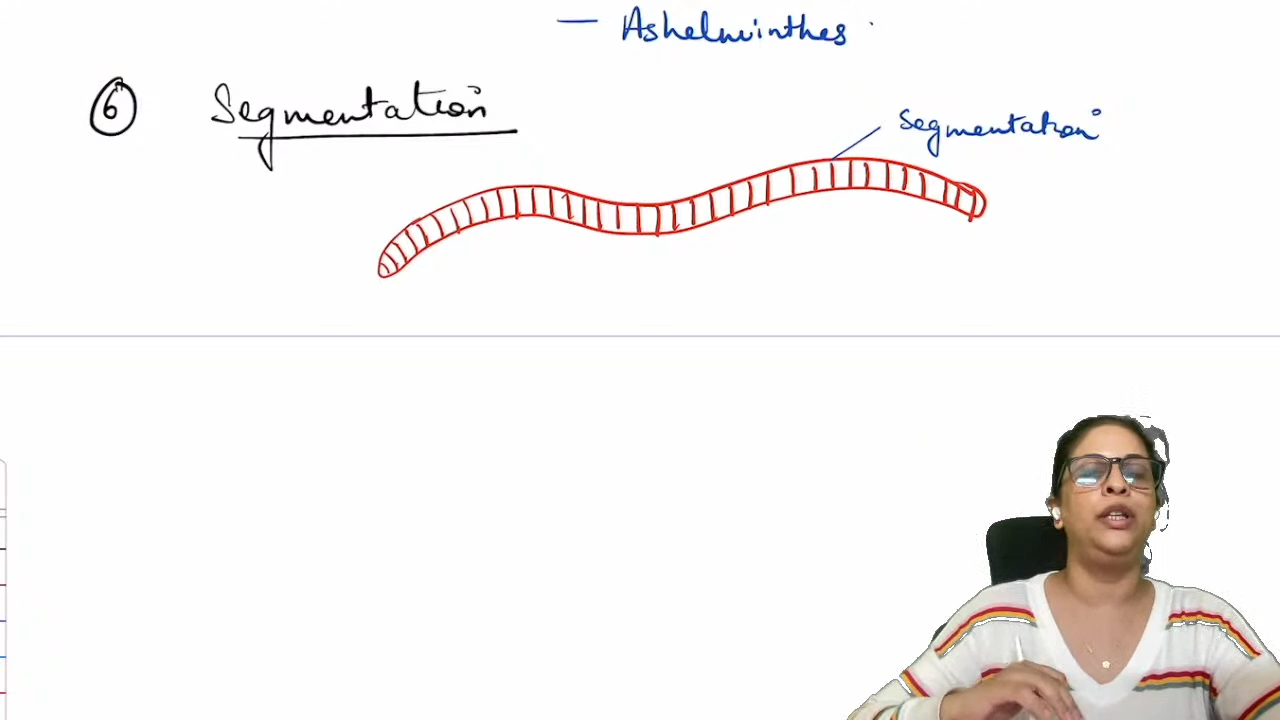 — Ashelminthes
⑥ Segmentation
segmentation